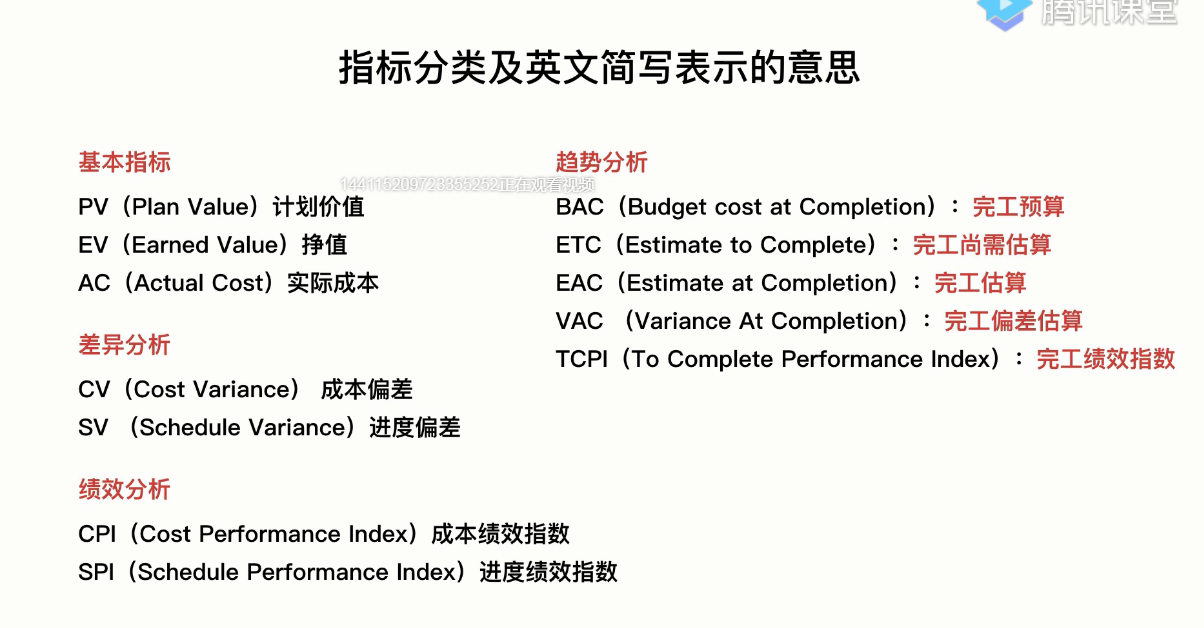 腾讯课堂
指标分类及英文简写表示的意思
基本指标
144115209723355252正在观看视频
PV（Plan Value）计划价值
EV（Earned Value）挣值
AC（Actual Cost）实际成本
差异分析
CV（Cost Variance） 成本偏差
SV （Schedule Variance）进度偏差
绩效分析
CPI（Cost Performance Index）成本绩效指数
SPI（Schedule Performance Index）进度绩效指数
趋势分析
BAC（Budget cost at Completion）：完工预算
ETC（Estimate to Complete）：完工尚需估算
EAC（Estimate at Completion）：完工估算
VAC （Variance At Completion）：完工偏差估算
TCPI（To Complete Performance Index）：完工绩效指数